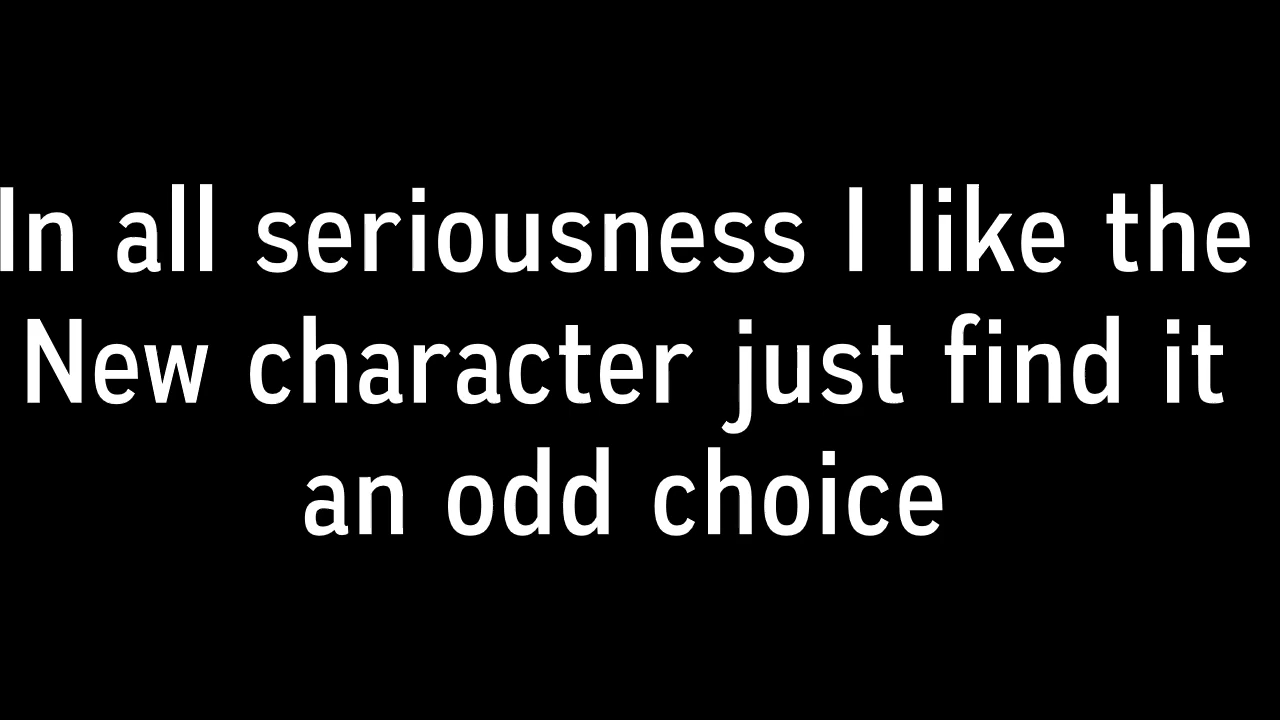 In all seriousness I like the
New character just find it
an odd choice